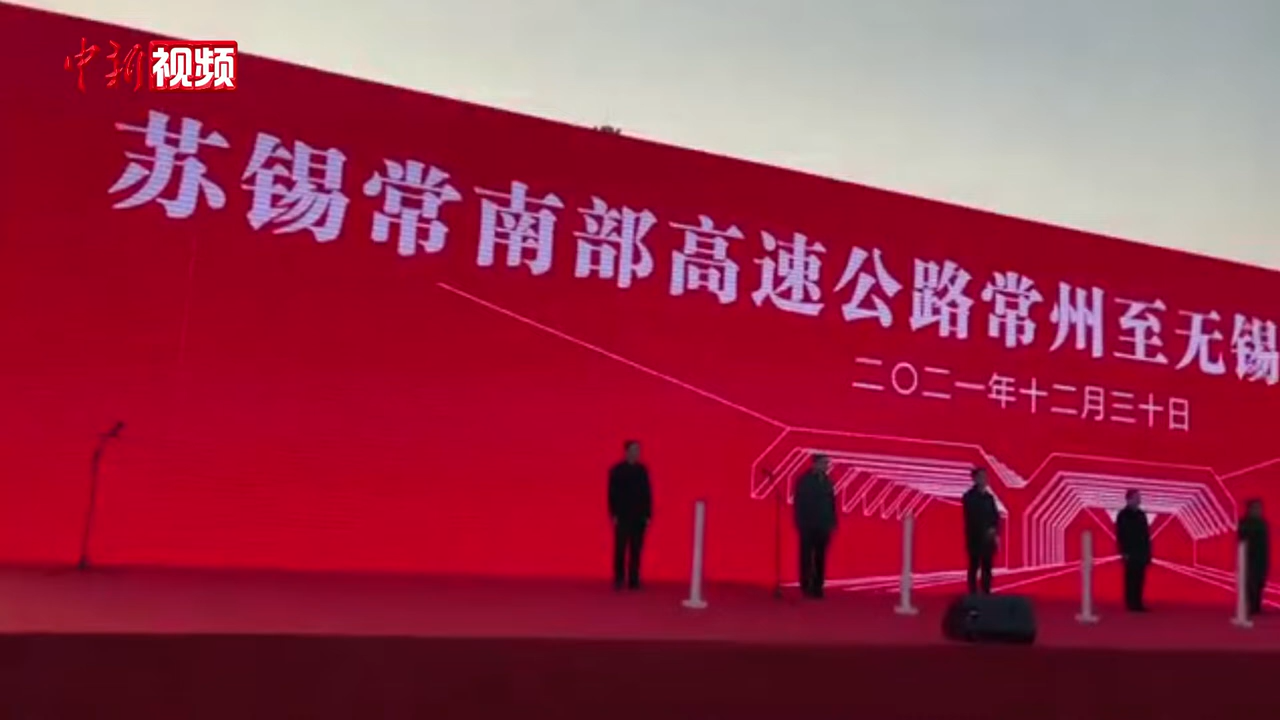 中新视频
苏锡常南部高速公路常州至无锡
二〇二一年十二月三十日